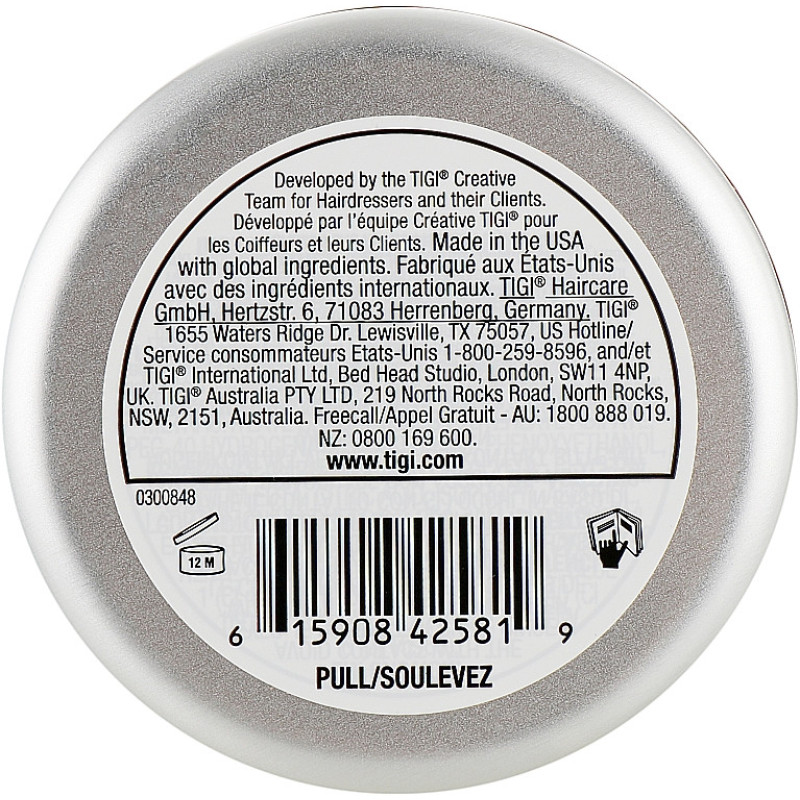 Developed by the TIGI® Creative
Team for Hairdressers and their Clients.
Développé par l'équipe Créative TIGI® pour
les Coiffeurs et leurs Clients. Made in the USA
with global ingredients. Fabriqué aux États-Unis
avec des ingrédients internationaux. TIGI® Haircare
GmbH, Hertzstr. 6, 71083 Herrenberg, Germany. TIGI®
1655 Waters Ridge Dr. Lewisville, TX 75057, US Hotline/
Service consommateurs Etats-Unis 1-800-259-8596, and/et
TIGI® International Ltd, Bed Head Studio, London, SW11 4NP,
UK. TIGI® Australia PTY LTD, 219 North Rocks Road, North Rocks,
NSW, 2151, Australia. Freecall/Appel Gratuit - AU: 1800 888 019.
NZ: 0800 169 600.
www.tigi.com
0300848
12 M
6 15908 42581 9
PULL/SOULEVEZ